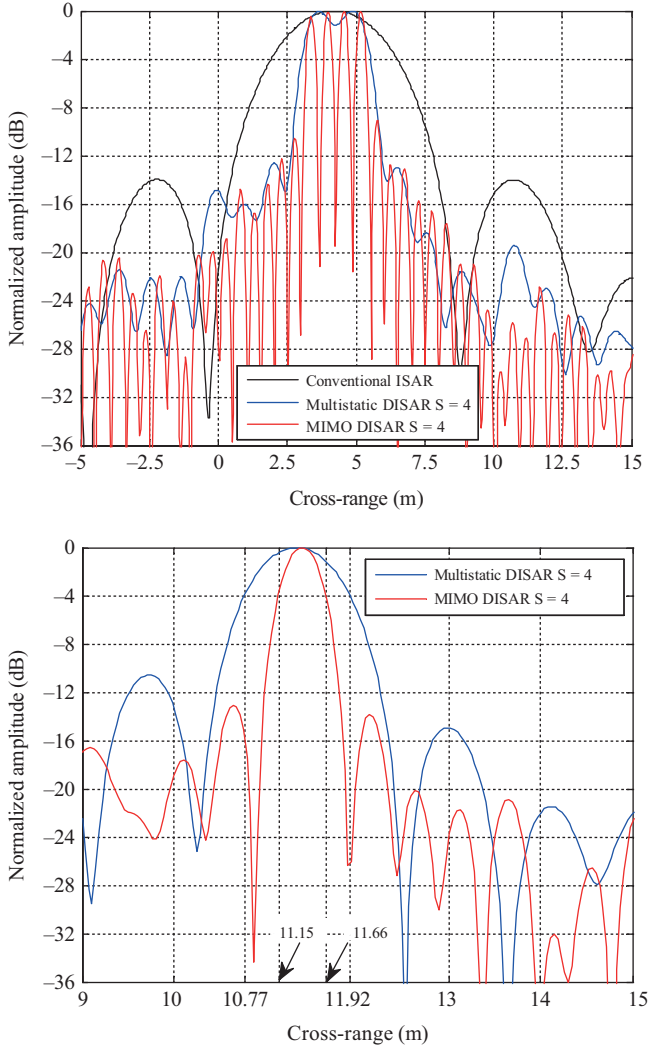 0
−4
−8
−12
−16
−20
−24
−28
−32
−36
Normalized amplitude (dB)
Conventional ISAR
Multistatic DISAR S = 4
MIMO DISAR S = 4
−5 −2.5 0 2.5 5 7.5 10 12.5 15
Cross-range (m)
0
−4
−8
−12
−16
−20
−24
−28
−32
−36
Normalized amplitude (dB)
Multistatic DISAR S = 4
MIMO DISAR S = 4
11.15 11.66
9 10 10.77 11.92 13 14 15
Cross-range (m)